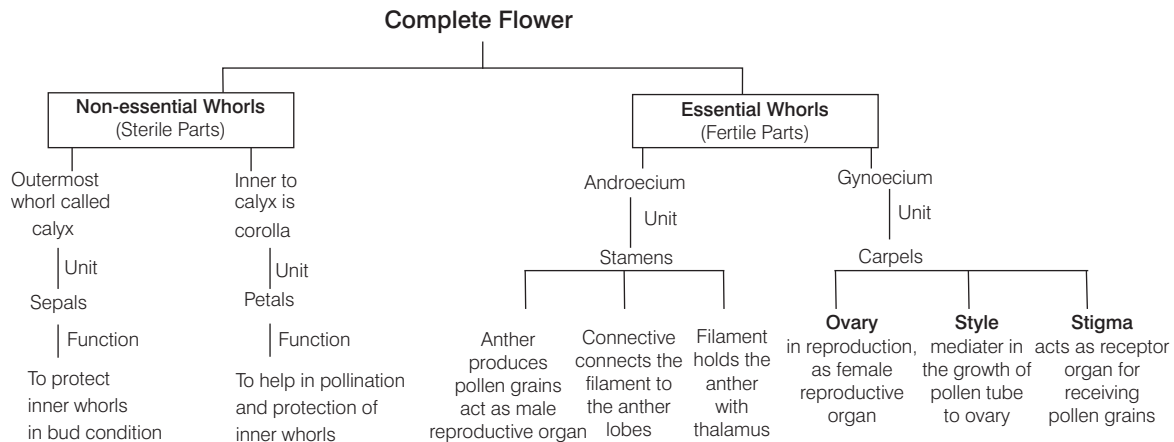 Complete Flower
Non-essential Whorls
(Sterile Parts)
Essential Whorls
(Fertile Parts)
Outermost
whorl called
calyx
Unit
Sepals
Function
To protect
inner whorls
in bud condition
Inner to
calyx is
corolla
Unit
Petals
Function
To help in pollination
and protection of
inner whorls
Androecium
Unit
Stamens
Anther
produces
pollen grains
act as male
reproductive organ
Connective
connects the
filament to
the anther
lobes
Filament
holds the
anther
with
thalamus
Gynoecium
Unit
Carpels
Ovary
in reproduction,
as female
reproductive
organ
Style
mediater in
the growth of
pollen tube
to ovary
Stigma
acts as receptor
organ for
receiving
pollen grains